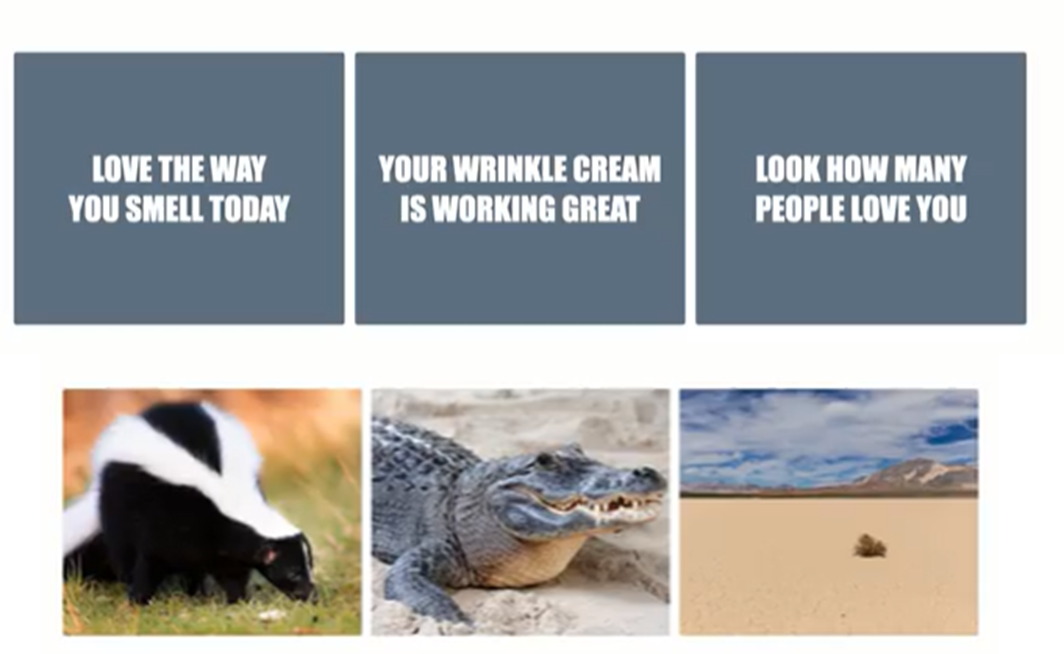 LOVE THE WAY
YOU SMELL TODAY
YOUR WRINKLE CREAM
IS WORKING GREAT
LOOK HOW MANY
PEOPLE LOVE YOU